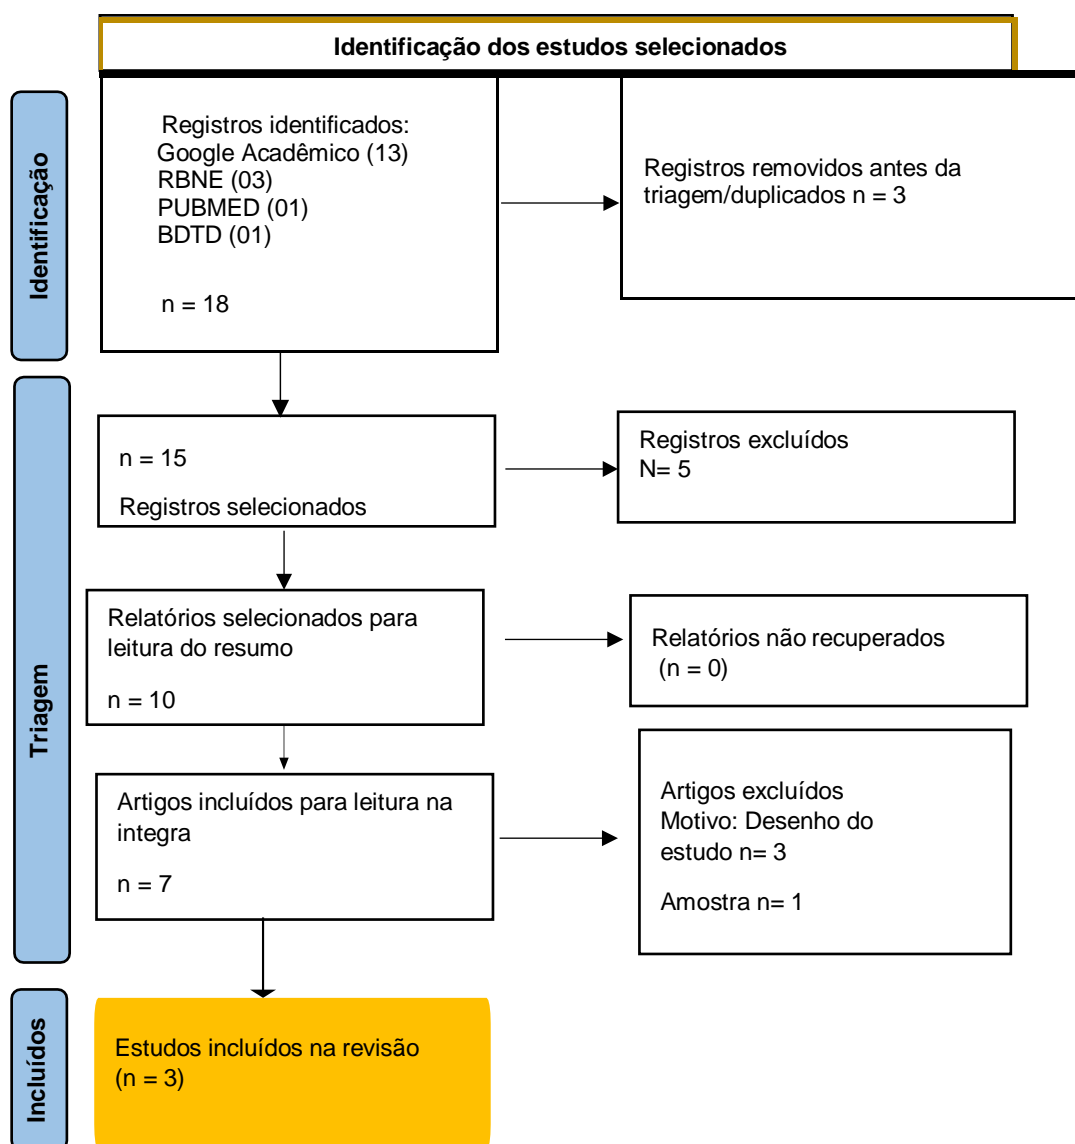 Identificação dos estudos selecionados
Identificação
Registros identificados:
Google Acadêmico (13)
RBNE (03)
PUBMED (01)
BDTD (01)
n = 18
Registros removidos antes da
triagem/duplicados n = 3
Triagem
n = 15
Registros selecionados
Registros excluídos
N= 5
Relatórios selecionados para
leitura do resumo
n = 10
Relatórios não recuperados
(n = 0)
Artigos incluídos para leitura na
integra
n = 7
Artigos excluídos
Motivo: Desenho do
estudo n= 3
Amostra n= 1
Incluídos
Estudos incluídos na revisão
(n = 3)